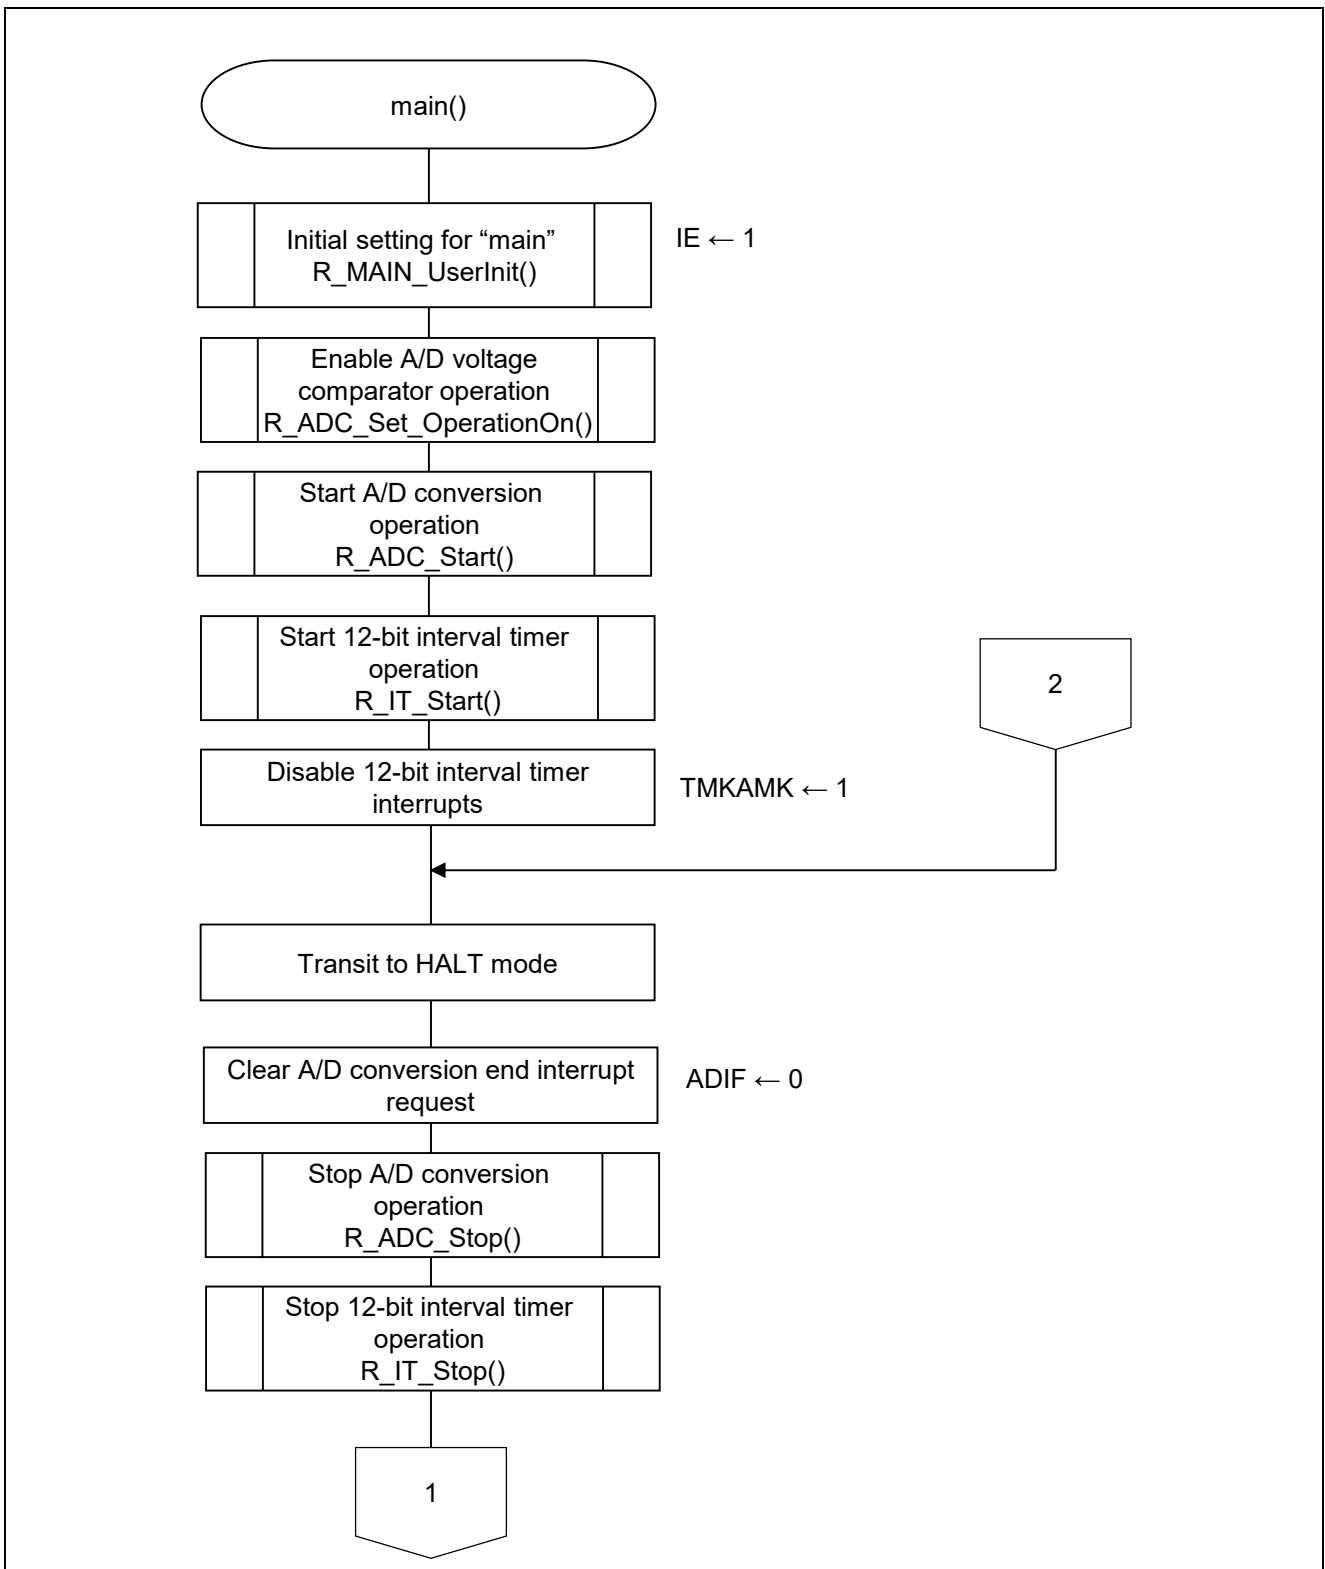 main()
Initial setting for “main”
R_MAIN_UserInit()
IE ← 1
Enable A/D voltage
comparator operation
R_ADC_Set_OperationOn()
Start A/D conversion
operation
R_ADC_Start()
Start 12-bit interval timer
operation
R_IT_Start()
2
Disable 12-bit interval timer
interrupts
TMKAMK ← 1
Transit to HALT mode
Clear A/D conversion end interrupt
request
ADIF ← 0
Stop A/D conversion
operation
R_ADC_Stop()
Stop 12-bit interval timer
operation
R_IT_Stop()
1